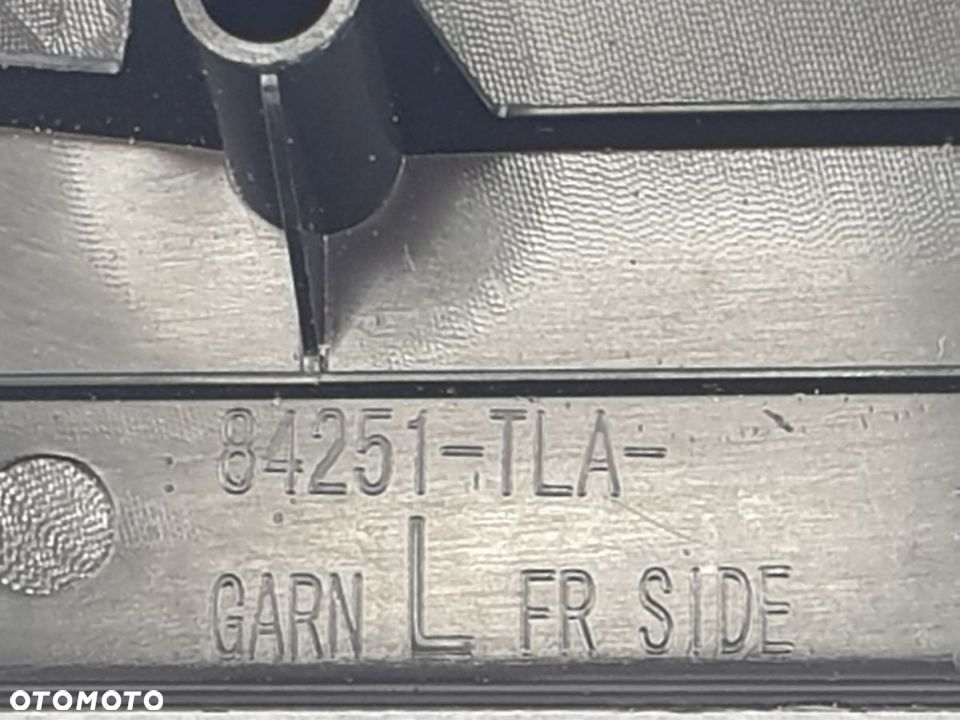 84251-TLA-
GARN L FR SIDE
OTOMOTO